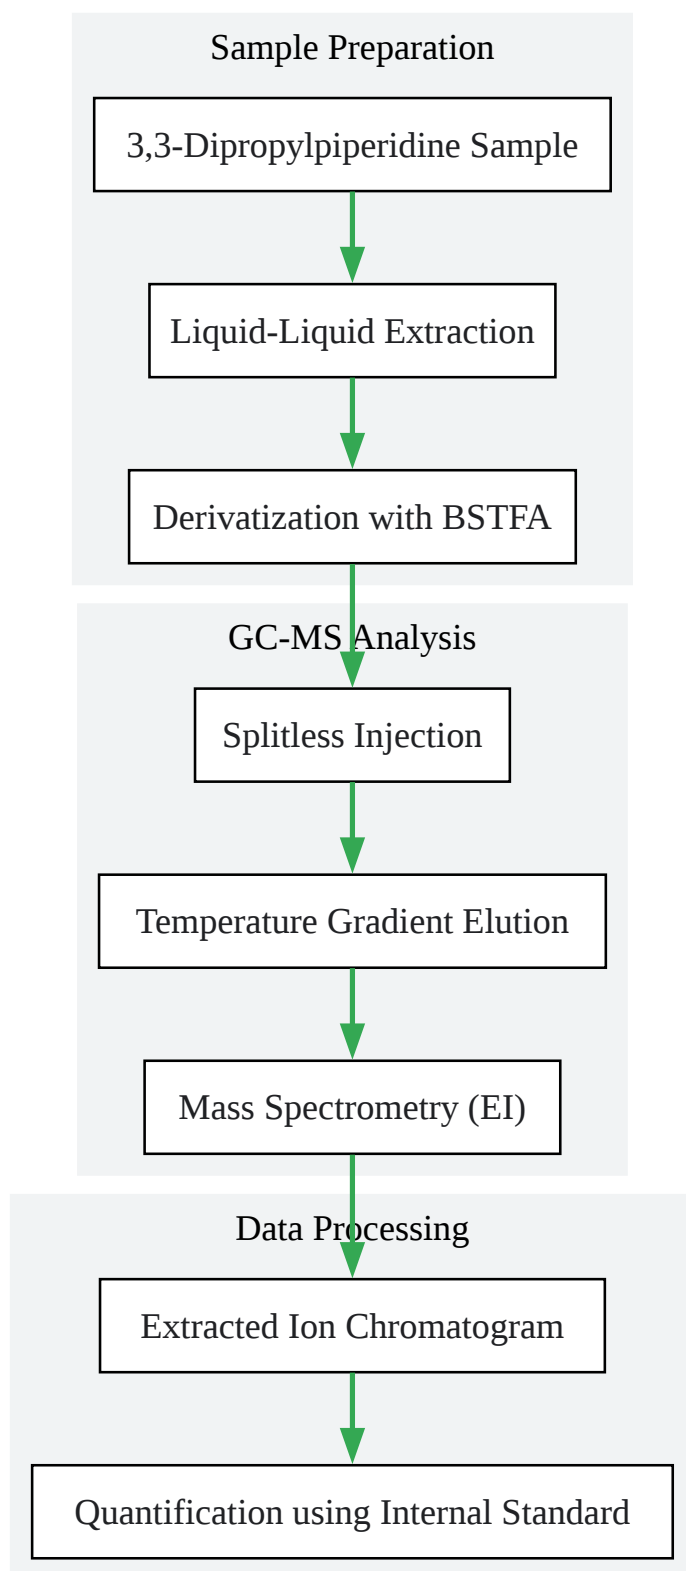 Sample Preparation
3,3-Dipropylpiperidine Sample
Liquid-Liquid Extraction
Derivatization with BSTFA
GC-MS Analysis
Splitless Injection
Temperature Gradient Elution
Mass Spectrometry (EI)
Data Processing
Extracted Ion Chromatogram
Quantification using Internal Standard